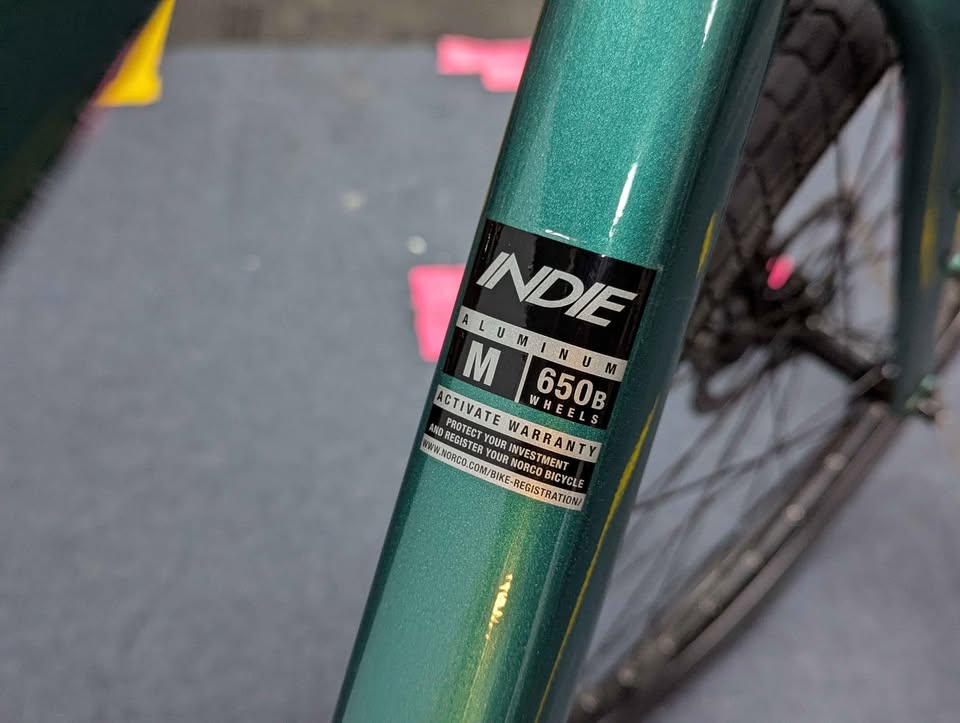 INDIE
ALUMINUM
M 650B
WHEELS
ACTIVATE WARRANTY
PROTECT YOUR INVESTMENT
AND REGISTER YOUR NORCO BICYCLE
WWW.NORCO.COM/BIKE-REGISTRATION/